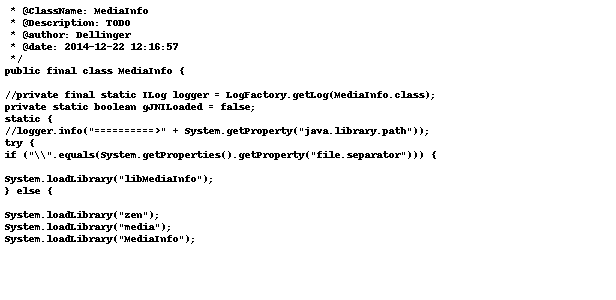 * @ClassName: MediaInfo
* @Description: TODO
* @author: Dellinger
* @date: 2014-12-22 12:16:57
*/
public final class MediaInfo {
//private final static ILog logger = LogFactory.getLog(MediaInfo.class);
private static boolean gJNILoaded = false;
static {
//logger.info("==========>" + System.getProperty("java.library.path"));
try {
if ("\\".equals(System.getProperties().getProperty("file.separator"))) {
System.loadLibrary("libMediaInfo");
} else {
System.loadLibrary("zen");
System.loadLibrary("media");
System.loadLibrary("MediaInfo");